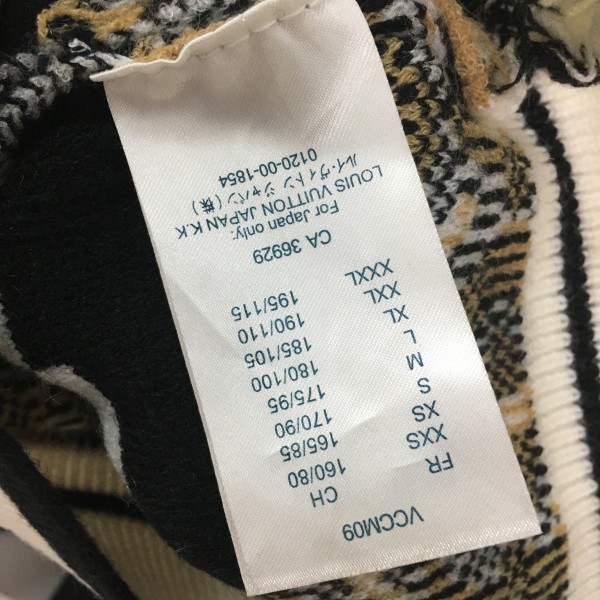 VCCM09
FR CH
XXS 160/80
XS 165/85
S 170/90
M 175/95
L 180/100
XL 185/105
XXL 190/110
XXXL 195/115
CA 36929
For Japan only:
LOUIS VUITTON JAPAN K.K
ルイ・ヴィトン ジャパン(株)
0120-00-1854